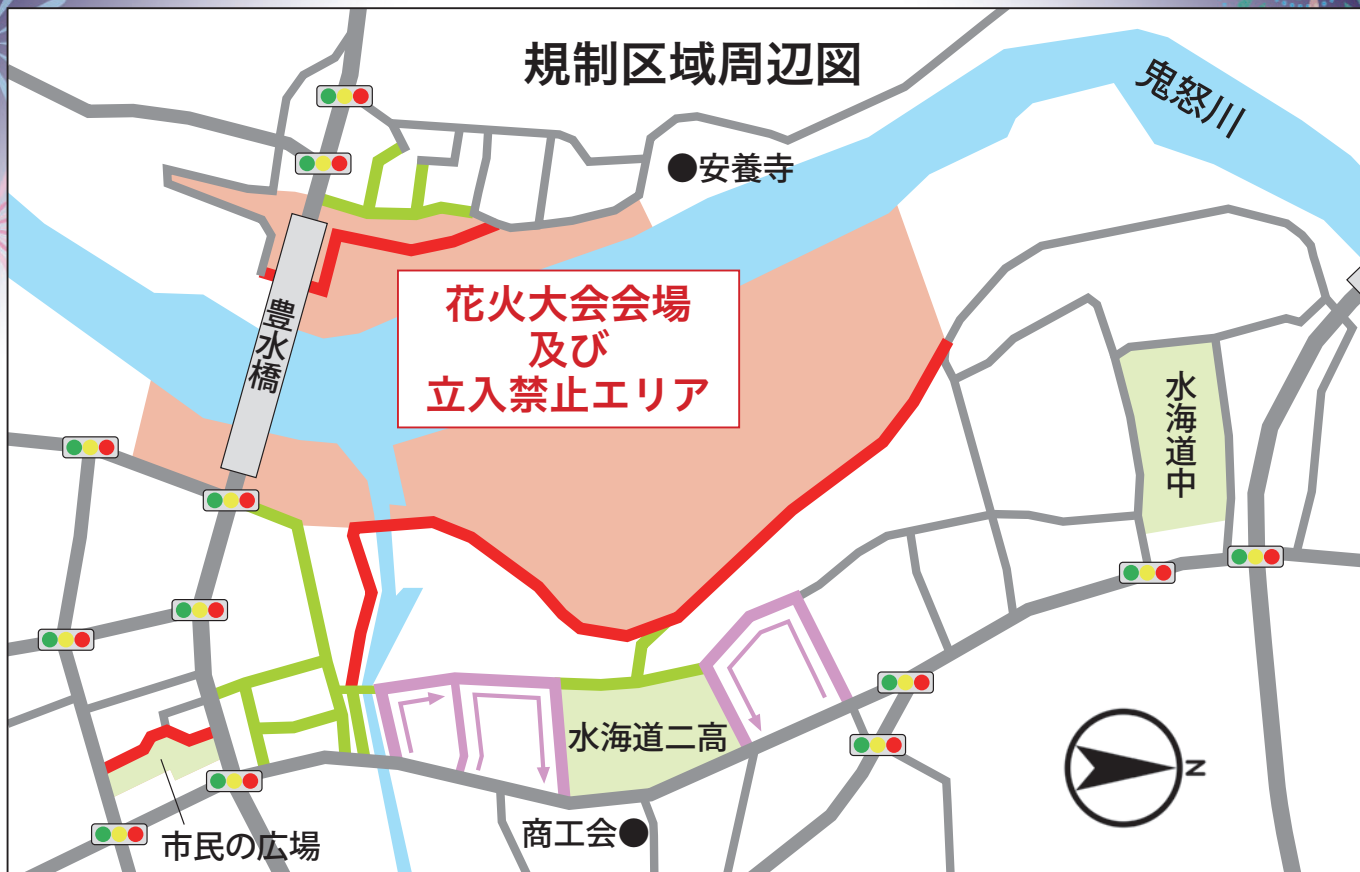 規制区域周辺図
鬼怒川
安養寺
花火大会会場
及び
立入禁止エリア
豊水橋
水海道中
水海道二高
商工会
市民の広場
N